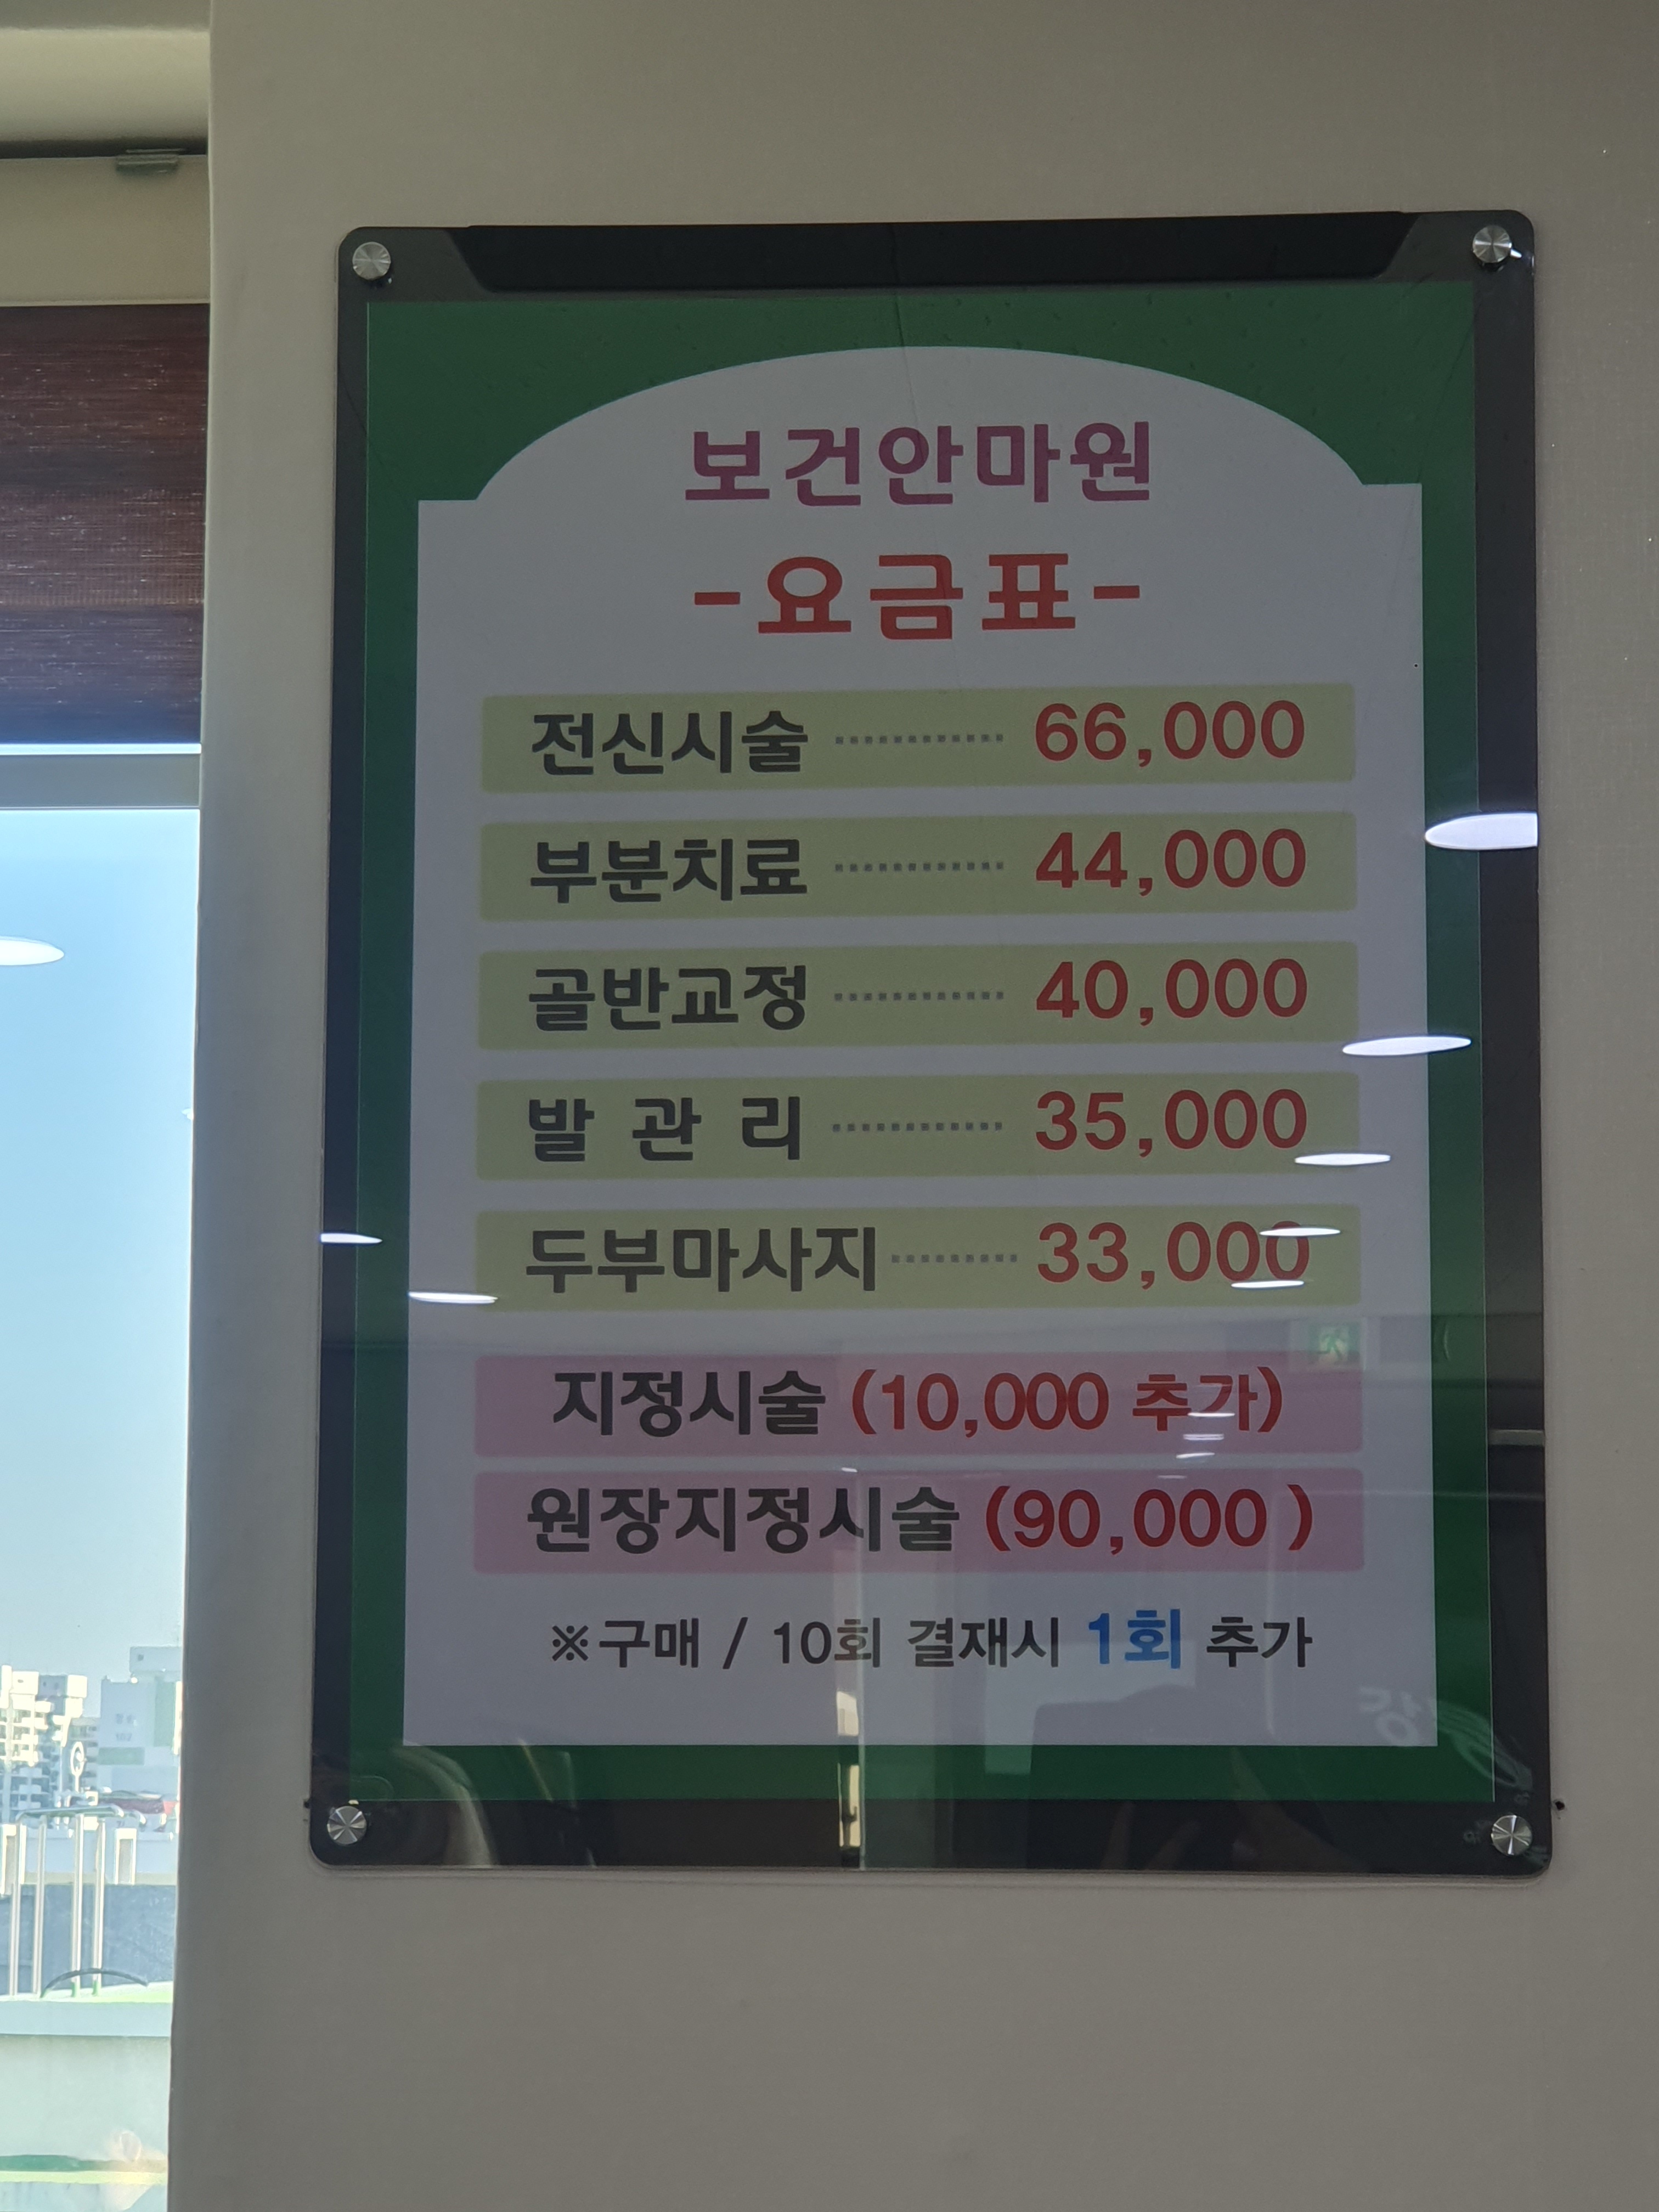 보건안마원
-요금표-
전신시술 ············ 66,000
부분치료 ············ 44,000
골반교정 ············ 40,000
발 관 리 ············ 35,000
두부마사지 ········· 33,000
지정시술 (10,000 추가)
원장지정시술 (90,000 )
※구매 / 10회 결재시 1회 추가